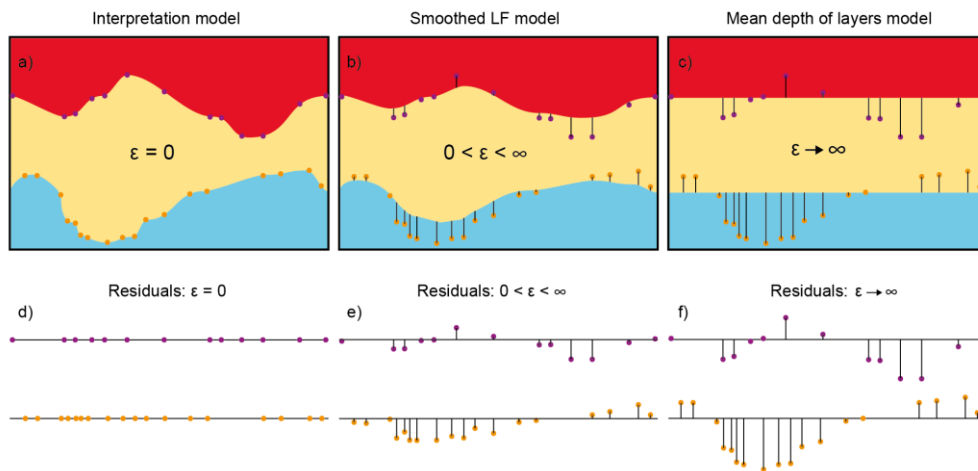 Interpretation model
Smoothed LF model
Mean depth of layers model
a)
b)
c)
ε = 0
0 < ε < ∞
ε → ∞
Residuals: ε = 0
Residuals: 0 < ε < ∞
Residuals: ε → ∞
d)
e)
f)